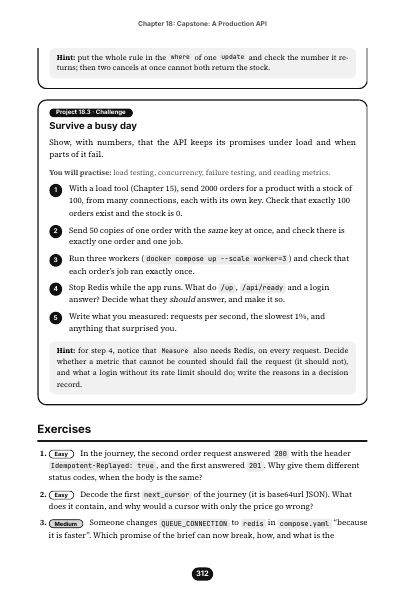 Chapter 18: Capstone: A Production API
Hint: put the whole rule in the where of one update and check the number it re-
turns; then two cancels at once cannot both return the stock.
Project 18.3 · Challenge
Survive a busy day
Show, with numbers, that the API keeps its promises under load and when
parts of it fail.
You will practise: load testing, concurrency, failure testing, and reading metrics.
1 With a load tool (Chapter 15), send 2000 orders for a product with a stock of
100, from many connections, each with its own key. Check that exactly 100
orders exist and the stock is 0.
2 Send 50 copies of one order with the same key at once, and check there is
exactly one order and one job.
3 Run three workers (docker compose up --scale worker=3) and check that
each order's job ran exactly once.
4 Stop Redis while the app runs. What do /up, /api/ready and a login
answer? Decide what they should answer, and make it so.
5 Write what you measured: requests per second, the slowest 1%, and
anything that surprised you.
Hint: for step 4, notice that Measure also needs Redis, on every request. Decide
whether a metric that cannot be counted should fail the request (it should not),
and what a login without its rate limit should do; write the reasons in a decision
record.
Exercises
1. Easy In the journey, the second order request answered 200 with the header
Idempotent-Replayed: true, and the first answered 201. Why give them different
status codes, when the body is the same?
2. Easy Decode the first next_cursor of the journey (it is base64url JSON). What
does it contain, and why would a cursor with only the price go wrong?
3. Medium Someone changes QUEUE_CONNECTION to redis in compose.yaml "because
it is faster". Which promise of the brief can now break, how, and what is the
312